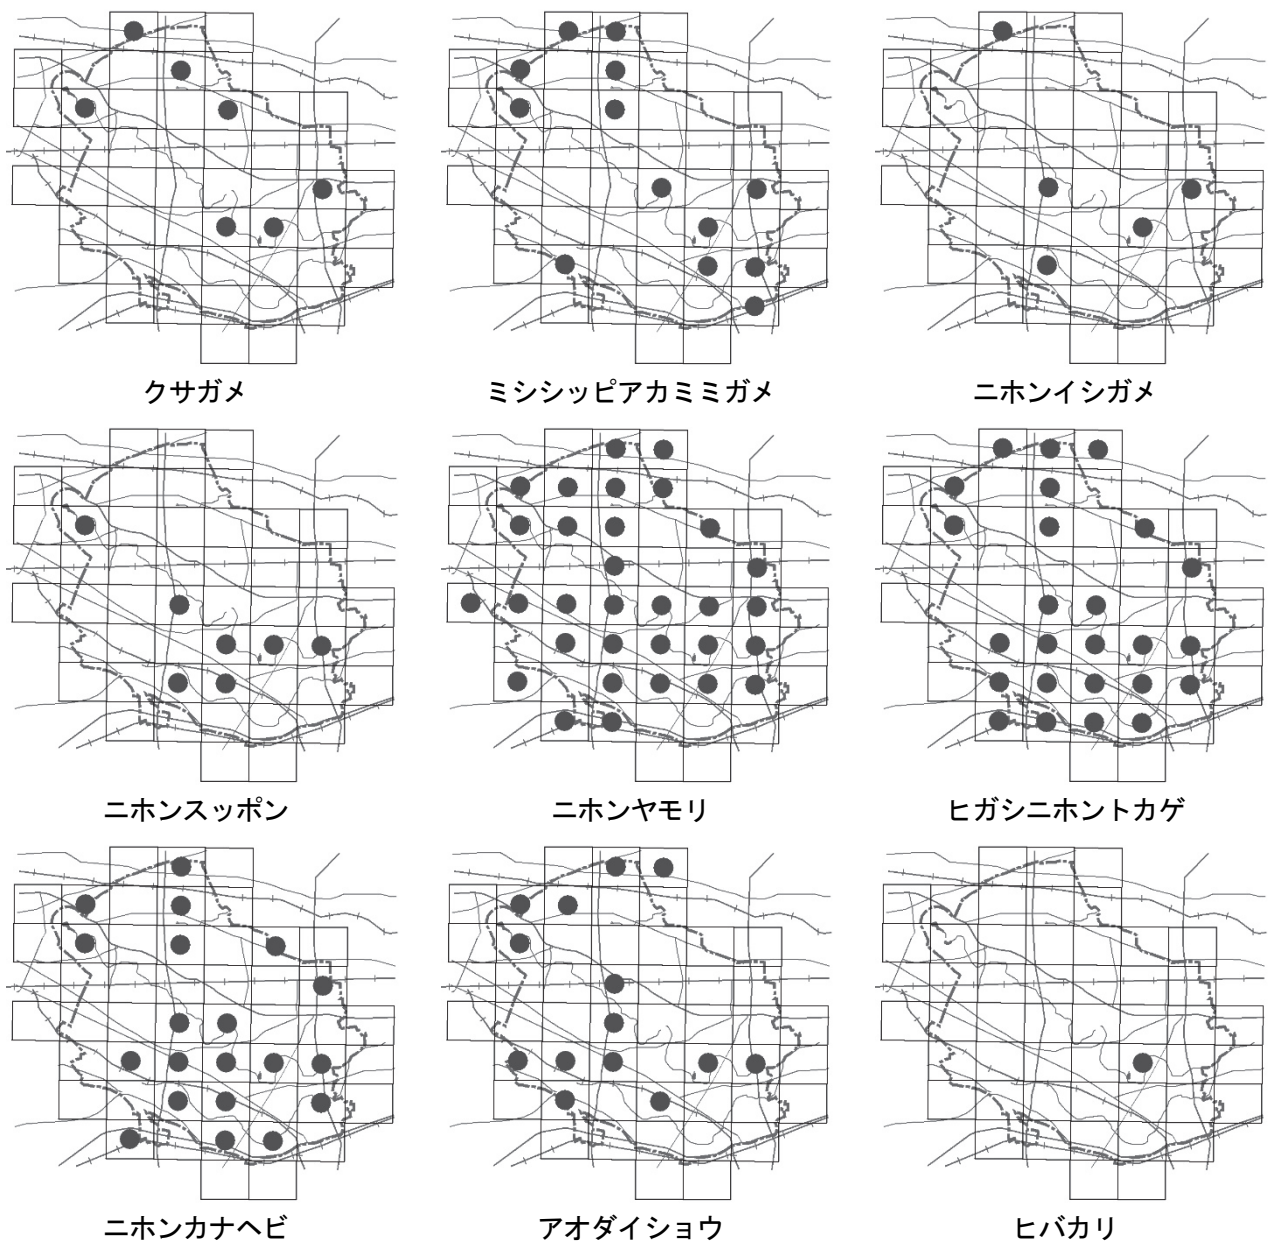 クサガメ
ミシシッピアカミミガメ
ニホンイシガメ
ニホンスッポン
ニホンヤモリ
ヒガシニホントカゲ
ニホンカナヘビ
アオダイショウ
ヒバカリ